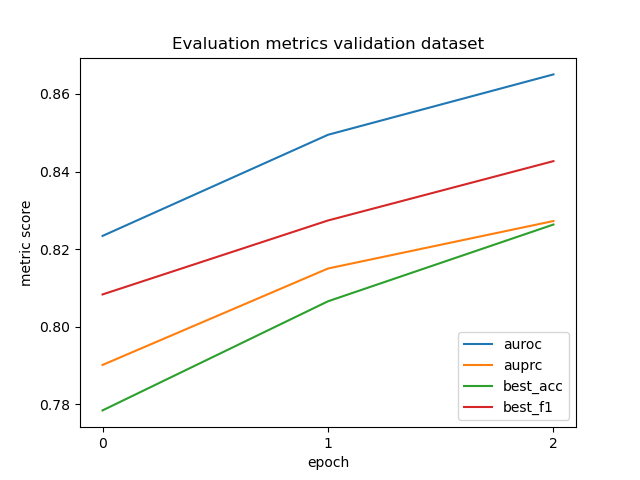 Evaluation metrics validation dataset
metric score
0.86
0.84
0.82
0.80
0.78
auroc
auprc
best_acc
best_f1
0 1 2
epoch